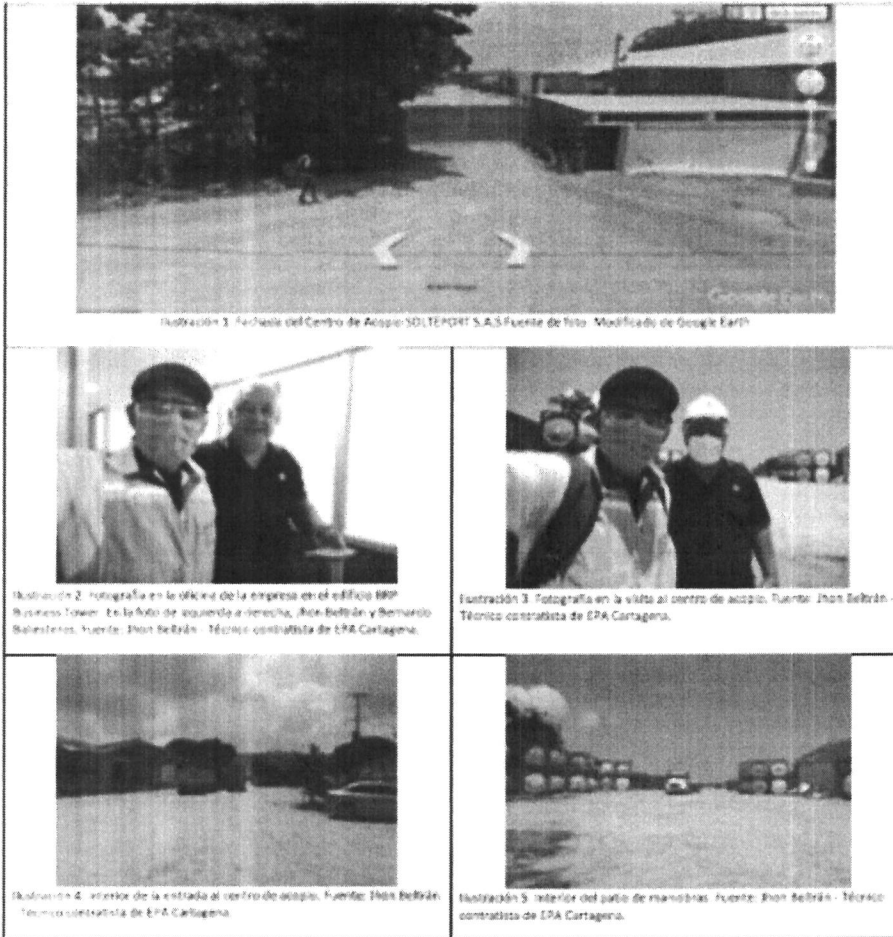 Google Earth
Ilustración 1. Fachada del Centro de Acopio SOLTEPORT S.A.S Fuente de foto: Modificado de Google Earth
Ilustración 2. Fotografía en la oficina de la empresa en el edificio BRP
Business Tower. En la foto de izquierda a derecha, Jhon Beltrán y Bernardo
Ballesteros. Fuente: Jhon Beltrán - Técnico contratista de EPA Cartagena.
Ilustración 3. Fotografía en la visita al centro de acopio. Fuente: Jhon Beltrán -
Técnico contratista de EPA Cartagena.
Ilustración 4. Interior de la entrada al centro de acopio. Fuente: Jhon Beltrán
- Técnico contratista de EPA Cartagena.
Ilustración 5. Interior del patio de maniobras. Fuente: Jhon Beltrán - Técnico
contratista de EPA Cartagena.